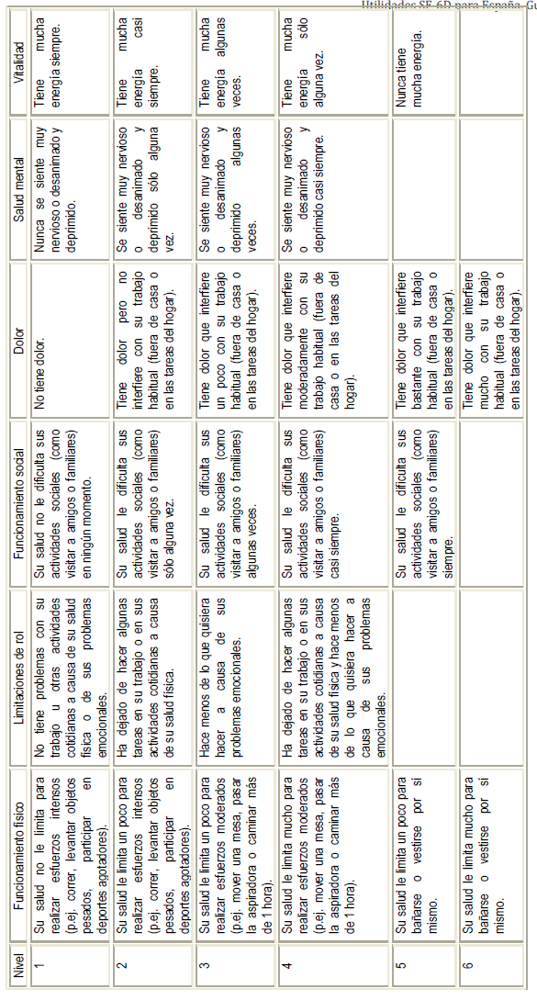 Utilidades SF-6D para España. Gu
Nivel
Funcionamiento físico
Limitaciones de rol
Funcionamiento social
Dolor
Salud mental
Vitalidad
1
Su salud no le limita para
realizar esfuerzos intensos
(p.ej. correr, levantar objetos
pesados, participar en
deportes agotadores).
No tiene problemas con su
trabajo u otras actividades
cotidianas a causa de su salud
física o de sus problemas
emocionales.
Su salud no le dificulta sus
actividades sociales (como
visitar a amigos o familiares)
en ningún momento.
No tiene dolor.
Nunca se siente muy
nervioso o desanimado y
deprimido.
Tiene mucha
energía siempre.
2
Su salud le limita un poco para
realizar esfuerzos intensos
(p.ej. correr, levantar objetos
pesados, participar en
deportes agotadores).
Ha dejado de hacer algunas
tareas en su trabajo o en sus
actividades cotidianas a causa
de su salud física.
Su salud le dificulta sus
actividades sociales (como
visitar a amigos o familiares)
sólo alguna vez.
Tiene dolor pero no
interfiere con su trabajo
habitual (fuera de casa o
en las tareas del hogar).
Se siente muy nervioso
o desanimado y
deprimido sólo alguna
vez.
Tiene mucha
energía casi
siempre.
3
Su salud le limita un poco para
realizar esfuerzos moderados
(p.ej. mover una mesa, pasar
la aspiradora o caminar más
de 1 hora).
Hace menos de lo que quisiera
hacer a causa de sus
problemas emocionales.
Su salud le dificulta sus
actividades sociales (como
visitar a amigos o familiares)
algunas veces.
Tiene dolor que interfiere
un poco con su trabajo
habitual (fuera de casa o
en las tareas del hogar).
Se siente muy nervioso
o desanimado y
deprimido algunas
veces.
Tiene mucha
energía algunas
veces.
4
Su salud le limita mucho para
realizar esfuerzos moderados
(p.ej. mover una mesa, pasar
la aspiradora o caminar más
de 1 hora).
Ha dejado de hacer algunas
tareas en su trabajo o en sus
actividades cotidianas a causa
de su salud física y hace menos
de lo que quisiera hacer a
causa de sus problemas
emocionales.
Su salud le dificulta sus
actividades sociales (como
visitar a amigos o familiares)
casi siempre.
Tiene dolor que interfiere
moderadamente con su
trabajo habitual (fuera de
casa o en las tareas del
hogar).
Se siente muy nervioso
o desanimado y
deprimido casi siempre.
Tiene mucha
energía sólo
alguna vez.
5
Su salud le limita un poco para
bañarse o vestirse por sí
mismo.
Su salud le dificulta sus
actividades sociales (como
visitar a amigos o familiares)
siempre.
Tiene dolor que interfiere
bastante con su trabajo
habitual (fuera de casa o
en las tareas del hogar).
Nunca tiene
mucha energía.
6
Su salud le limita mucho para
bañarse o vestirse por sí
mismo.
Tiene dolor que interfiere
mucho con su trabajo
habitual (fuera de casa o
en las tareas del hogar).